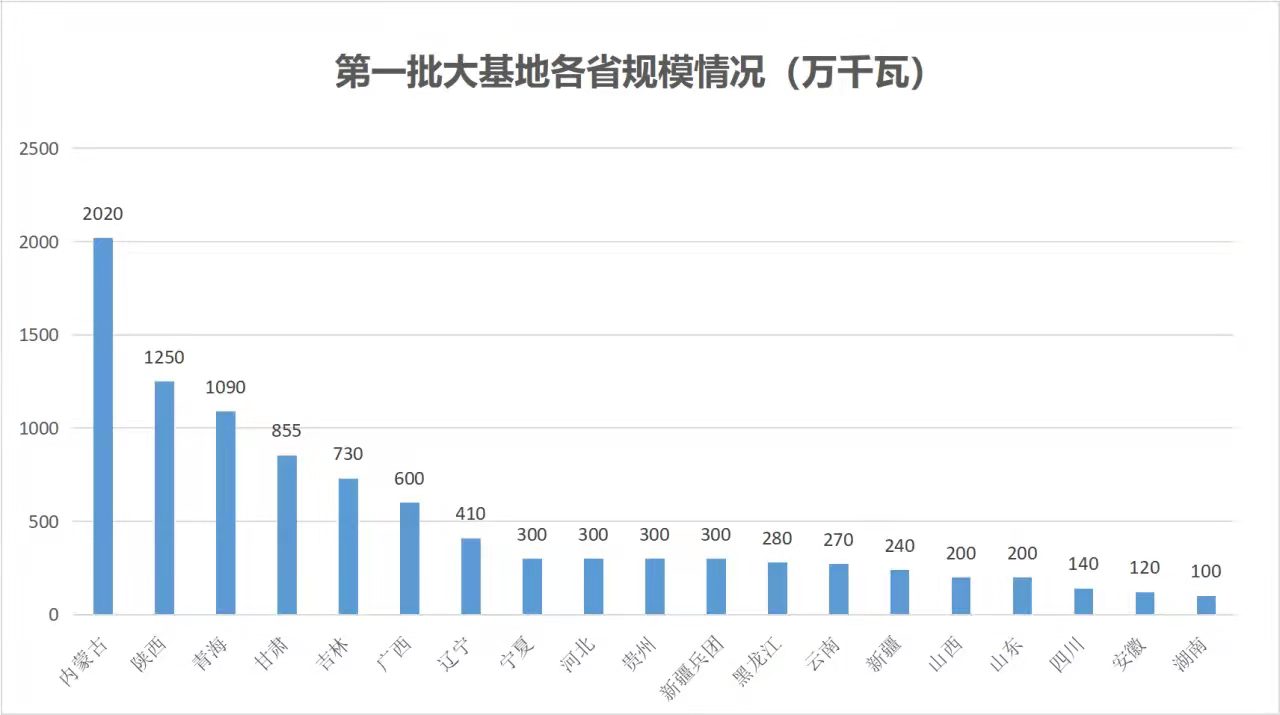 第一批大基地各省规模情况（万千瓦）
2500
2000
1500
1000
500
0
2020
1250
1090
855
730
600
410
300
300
300
300
280
270
240
200
200
140
120
100
内蒙古
陕西
青海
甘肃
吉林
广西
辽宁
宁夏
河北
贵州
新疆兵团
黑龙江
云南
新疆
山西
山东
四川
安徽
湖南